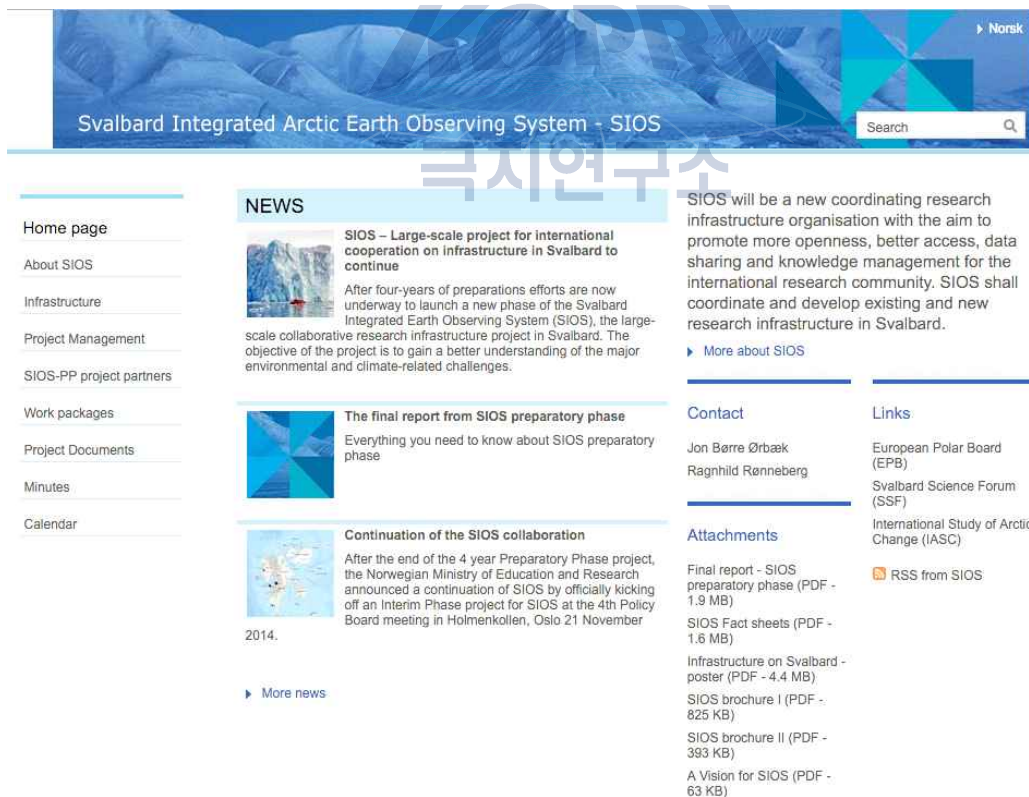 KOPRI
Norsk
Svalbard Integrated Arctic Earth Observing System - SIOS
Search
극지연구소
Home page
About SIOS
Infrastructure
Project Management
SIOS-PP project partners
Work packages
Project Documents
Minutes
Calendar
NEWS
SIOS – Large-scale project for international
cooperation on infrastructure in Svalbard to
continue
After four-years of preparations efforts are now
underway to launch a new phase of the Svalbard
Integrated Earth Observing System (SIOS), the large-
scale collaborative research infrastructure project in Svalbard. The
objective of the project is to gain a better understanding of the major
environmental and climate-related challenges.
The final report from SIOS preparatory phase
Everything you need to know about SIOS preparatory
phase
Continuation of the SIOS collaboration
After the end of the 4 year Preparatory Phase project,
the Norwegian Ministry of Education and Research
announced a continuation of SIOS by officially kicking
off an Interim Phase project for SIOS at the 4th Policy
Board meeting in Holmenkollen, Oslo 21 November
2014.
More news
SIOS will be a new coordinating research
infrastructure organisation with the aim to
promote more openness, better access, data
sharing and knowledge management for the
international research community. SIOS shall
coordinate and develop existing and new
research infrastructure in Svalbard.
More about SIOS
Contact
Jon Børre Ørbæk
Ragnhild Rønneberg
Attachments
Final report - SIOS
preparatory phase (PDF -
1.9 MB)
SIOS Fact sheets (PDF -
1.6 MB)
Infrastructure on Svalbard -
poster (PDF - 4.4 MB)
SIOS brochure I (PDF -
825 KB)
SIOS brochure II (PDF -
393 KB)
A Vision for SIOS (PDF -
63 KB)
Links
European Polar Board
(EPB)
Svalbard Science Forum
(SSF)
International Study of Arctic
Change (IASC)
RSS from SIOS